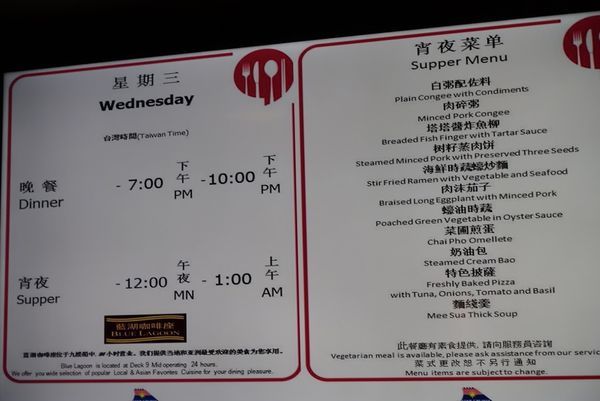 星期三
Wednesday
台灣時間(Taiwan Time)
晚餐
Dinner
- 7:00 下午 PM
- 10:00 下午 PM
宵夜
Supper
- 12:00 午夜 MN
- 1:00 上午 AM
藍湖咖啡座
BLUE LAGOON
Blue Lagoon is located at Deck 9 Mid operating 24 hours.
We offer you wide selection of popular Local & Asian Favorites Cuisine for your dining pleasure.
宵夜菜单
Supper Menu
白粥配佐料
Plain Congee with Condiments
肉碎粥
Minced Pork Congee
塔塔醬炸魚柳
Breaded Fish Finger with Tartar Sauce
树籽蒸肉饼
Steamed Minced Pork with Preserved Three Seeds
海鮮時蔬炒麵
Stir Fried Ramen with Vegetable and Seafood
肉沫茄子
Braised Long Eggplant with Minced Pork
蠔油時蔬
Poached Green Vegetable in Oyster Sauce
菜圃煎蛋
Chai Pho Omellete
奶油包
Steamed Cream Bao
特色披薩
Freshly Baked Pizza
with Tuna, Onions, Tomato and Basil
麵綫羹
Mee Sua Thick Soup
此餐廳有素食提供. 請向服務員咨詢
Vegetarian meal is available, please ask assistance from our service
菜式更改恕不另行通知
Menu items are subject to change.